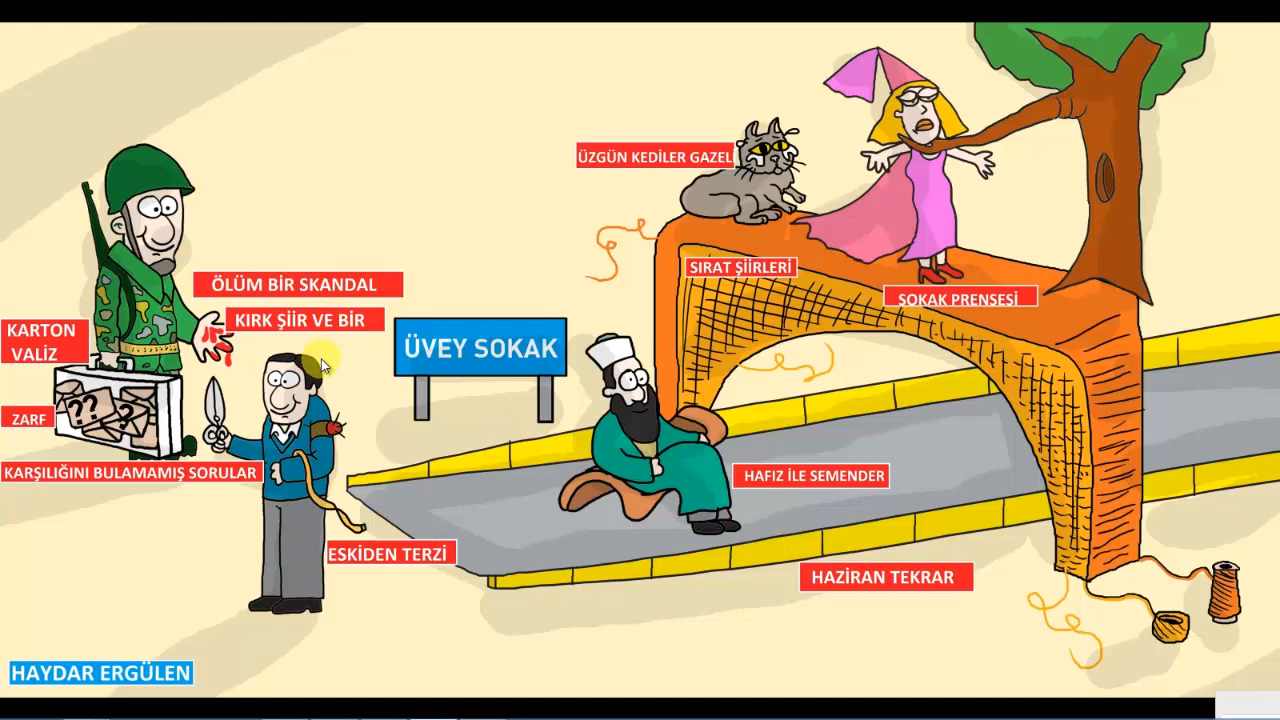 ÜZGÜN KEDİLER GAZEL
SIRAT ŞİİRLERİ
ÖLÜM BİR SKANDAL
SOKAK PRENSESİ
KIRK ŞİİR VE BİR
KARTON
VALİZ
ÜVEY SOKAK
??
?
ZARF
KARŞILIĞINI BULAMAMIŞ SORULAR
HAFIZ İLE SEMENDER
ESKİDEN TERZİ
HAZİRAN TEKRAR
HAYDAR ERGÜLEN